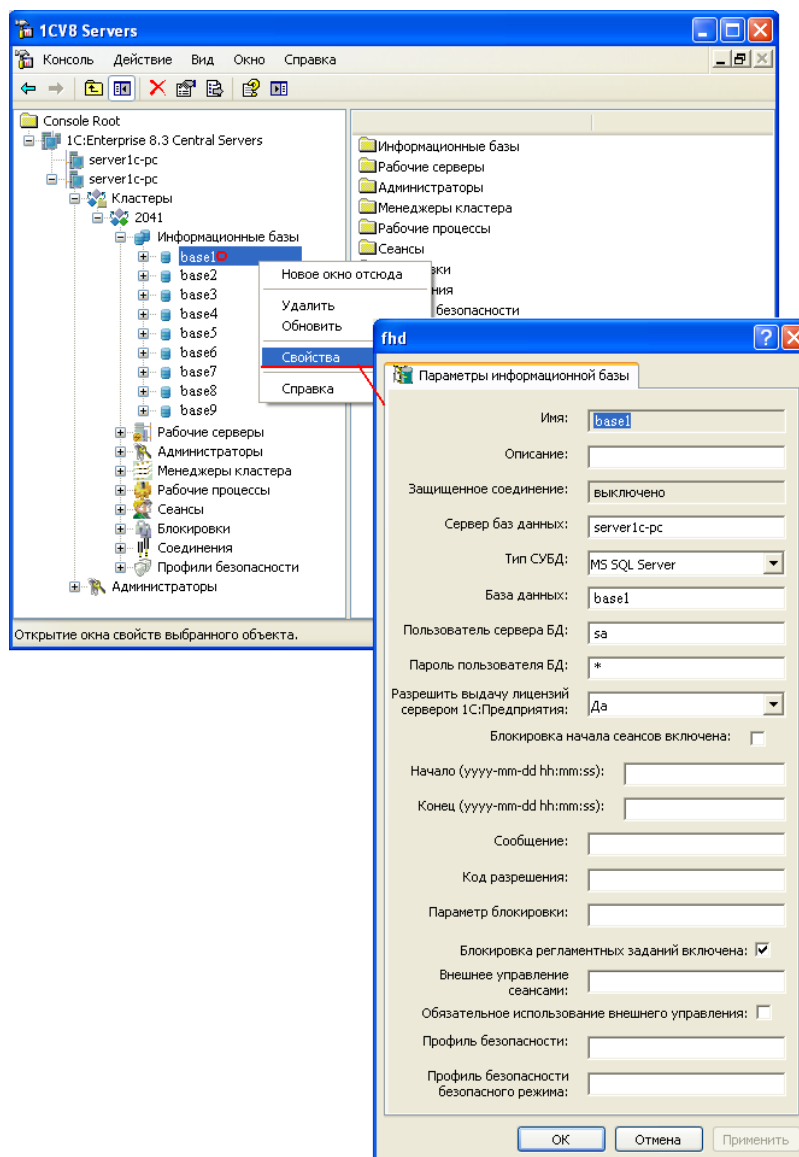 1CV8 Servers
Консоль Действие Вид Окно Справка
Console Root
1C:Enterprise 8.3 Central Servers
server1c-pc
server1c-pc
Кластеры
2041
Информационные базы
base1
base2
base3
base4
base5
base6
base7
base8
base9
Рабочие серверы
Администраторы
Менеджеры кластера
Рабочие процессы
Сеансы
Блокировки
Соединения
Профили безопасности
Администраторы
Открытие окна свойств выбранного объекта.
Информационные базы
Рабочие серверы
Администраторы
Менеджеры кластера
Рабочие процессы
Сеансы
вки
ния
безопасности
Новое окно отсюда
Удалить
Обновить
Свойства
Справка
fhd
Параметры информационной базы
Имя: base1
Описание:
Защищенное соединение: выключено
Сервер баз данных: server1c-pc
Тип СУБД: MS SQL Server
База данных: base1
Пользователь сервера БД: sa
Пароль пользователя БД: *
Разрешить выдачу лицензий
сервером 1С:Предприятия: Да
Блокировка начала сеансов включена:
Начало (yyyy-mm-dd hh:mm:ss):
Конец (yyyy-mm-dd hh:mm:ss):
Сообщение:
Код разрешения:
Параметр блокировки:
Блокировка регламентных заданий включена:
Внешнее управление
сеансами:
Обязательное использование внешнего управления:
Профиль безопасности:
Профиль безопасности
безопасного режима:
ОК Отмена Применить